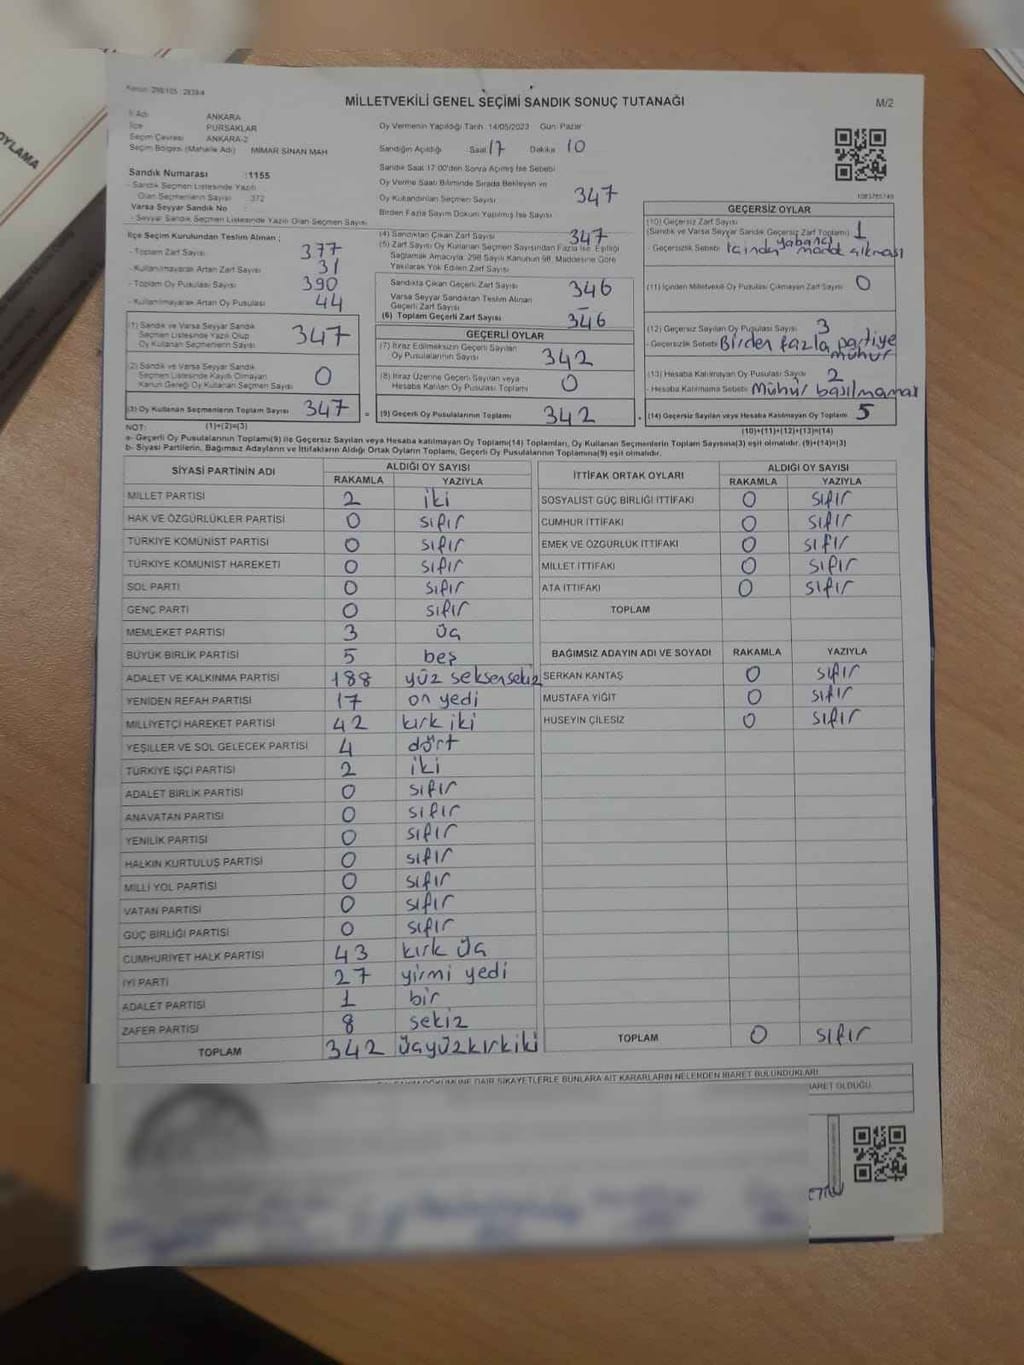 Kanun: 298/105 ; 2839/4
MİLLETVEKİLİ GENEL SEÇİMİ SANDIK SONUÇ TUTANAĞI
M/2
İl Adı ANKARA
İlçe PURSAKLAR
Seçim Çevresi ANKARA-2
Seçim Bölgesi (Mahalle Adı) MİMAR SİNAN MAH
Sandık Numarası :1155
- Sandık Seçmen Listesinde Yazılı
Olan Seçmenlerin Sayısı 372
Varsa Seyyar Sandık No :
- Seyyar Sandık Seçmen Listesinde Yazılı Olan Seçmen Sayısı
İlçe Seçim Kurulundan Teslim Alınan ;
- Toplam Zarf Sayısı 377
- Kullanılmayarak Artan Zarf Sayısı 31
- Toplam Oy Pusulası Sayısı 390
- Kullanılmayarak Artan Oy Pusulası 44
(1) Sandık ve Varsa Seyyar Sandık
Seçmen Listesinde Yazılı Olup
Oy Kullanan Seçmenlerin Sayısı 347
(2) Sandık ve Varsa Seyyar Sandık
Seçmen Listesinde Kayıtlı Olmayan
Kanun Gereği Oy Kullanan Seçmen Sayısı 0
(3) Oy Kullanan Seçmenlerin Toplam Sayısı 347 =
Oy Vermenin Yapıldığı Tarih :14/05/2023 Gün: Pazar
Sandığın Açıldığı Saat 17 Dakika 10
Sandık Saat 17:00'den Sonra Açılmış İse Sebebi
Oy Verme Saati Bitiminde Sırada Bekleyen ve
Oy Kullandırılan Seçmen Sayısı 347
Birden Fazla Sayım Döküm Yapılmış İse Sayısı
(4) Sandıktan Çıkan Zarf Sayısı 347
(5) Zarf Sayısı Oy Kullanan Seçmen Sayısından Fazla İse, Eşitliği
Sağlamak Amacıyla; 298 Sayılı Kanunun 98. Maddesine Göre
Yakılarak Yok Edilen Zarf Sayısı
Sandıkta Çıkan Geçerli Zarf Sayısı 346
Varsa Seyyar Sandıktan Teslim Alınan
Geçerli Zarf Sayısı –
(6) Toplam Geçerli Zarf Sayısı 346
GEÇERLİ OYLAR
(7) İtiraz Edilmeksizin Geçerli Sayılan
Oy Pusulalarının Sayısı 342
(8) İtiraz Üzerine Geçerli Sayılan veya
Hesaba Katılan Oy Pusulası Toplamı 0
(9) Geçerli Oy Pusulalarının Toplamı 342
GEÇERSİZ OYLAR
(10) Geçersiz Zarf Sayısı
(Sandık ve Varsa Seyyar Sandık Geçersiz Zarf Toplamı) 1
- Geçersizlik Sebebi: İçinden yabancı madde çıkması
(11) İçinden Milletvekili Oy Pusulası Çıkmayan Zarf Sayısı 0
(12) Geçersiz Sayılan Oy Pusulası Sayısı 3
- Geçersizlik Sebebi: Birden fazla partiye
mühür
(13) Hesaba Katılmayan Oy Pusulası Sayısı 2
- Hesaba Katılmama Sebebi: Mühür basılmaması
(14) Geçersiz Sayılan veya Hesaba Katılmayan Oy Toplamı 5
NOT: (1)+(2)=(3)
(10)+(11)+(12)+(13)=(14)
a- Geçerli Oy Pusulalarının Toplamı(9) ile Geçersiz Sayılan veya Hesaba katılmayan Oy Toplamı(14) Toplamları, Oy Kullanan Seçmenlerin Toplam Sayısına(3) eşit olmalıdır. (9)+(14)=(3)
b- Siyasi Partilerin, Bağımsız Adayların ve İttifakların Aldığı Ortak Oyların Toplamı, Geçerli Oy Pusulalarının Toplamına(9) eşit olmalıdır.
SİYASİ PARTİNİN ADI ALDIĞI OY SAYISI
RAKAMLA YAZIYLA
MİLLET PARTİSİ 2 iki
HAK VE ÖZGÜRLÜKLER PARTİSİ 0 sıfır
TÜRKİYE KOMÜNİST PARTİSİ 0 sıfır
TÜRKİYE KOMÜNİST HAREKETİ 0 sıfır
SOL PARTİ 0 sıfır
GENÇ PARTİ 0 sıfır
MEMLEKET PARTİSİ 3 üç
BÜYÜK BİRLİK PARTİSİ 5 beş
ADALET VE KALKINMA PARTİSİ 188 yüz seksensekiz
YENİDEN REFAH PARTİSİ 17 on yedi
MİLLİYETÇİ HAREKET PARTİSİ 42 kırk iki
YEŞİLLER VE SOL GELECEK PARTİSİ 4 dört
TÜRKİYE İŞÇİ PARTİSİ 2 iki
ADALET BİRLİK PARTİSİ 0 sıfır
ANAVATAN PARTİSİ 0 sıfır
YENİLİK PARTİSİ 0 sıfır
HALKIN KURTULUŞ PARTİSİ 0 sıfır
MİLLİ YOL PARTİSİ 0 sıfır
VATAN PARTİSİ 0 sıfır
GÜÇ BİRLİĞİ PARTİSİ 0 sıfır
CUMHURİYET HALK PARTİSİ 43 kırk üç
İYİ PARTİ 27 yirmi yedi
ADALET PARTİSİ 1 bir
ZAFER PARTİSİ 8 sekiz
TOPLAM 342 üçyüzkırkiki
İTTİFAK ORTAK OYLARI ALDIĞI OY SAYISI
RAKAMLA YAZIYLA
SOSYALİST GÜÇ BİRLİĞİ İTTİFAKI 0 sıfır
CUMHUR İTTİFAKI 0 sıfır
EMEK VE ÖZGÜRLÜK İTTİFAKI 0 sıfır
MİLLET İTTİFAKI 0 sıfır
ATA İTTİFAKI 0 sıfır
TOPLAM
BAĞIMSIZ ADAYIN ADI VE SOYADI RAKAMLA YAZIYLA
SERKAN KANTAŞ 0 sıfır
MUSTAFA YİĞİT 0 sıfır
HÜSEYİN ÇİLESİZ 0 sıfır
TOPLAM 0 sıfır
DÖKÜMÜNE DAİR ŞİKAYETLERLE BUNLARA AİT KARARLARIN NELERDEN İBARET BULUNDUKLARI
İBARET OLDUĞU
OYLAMA